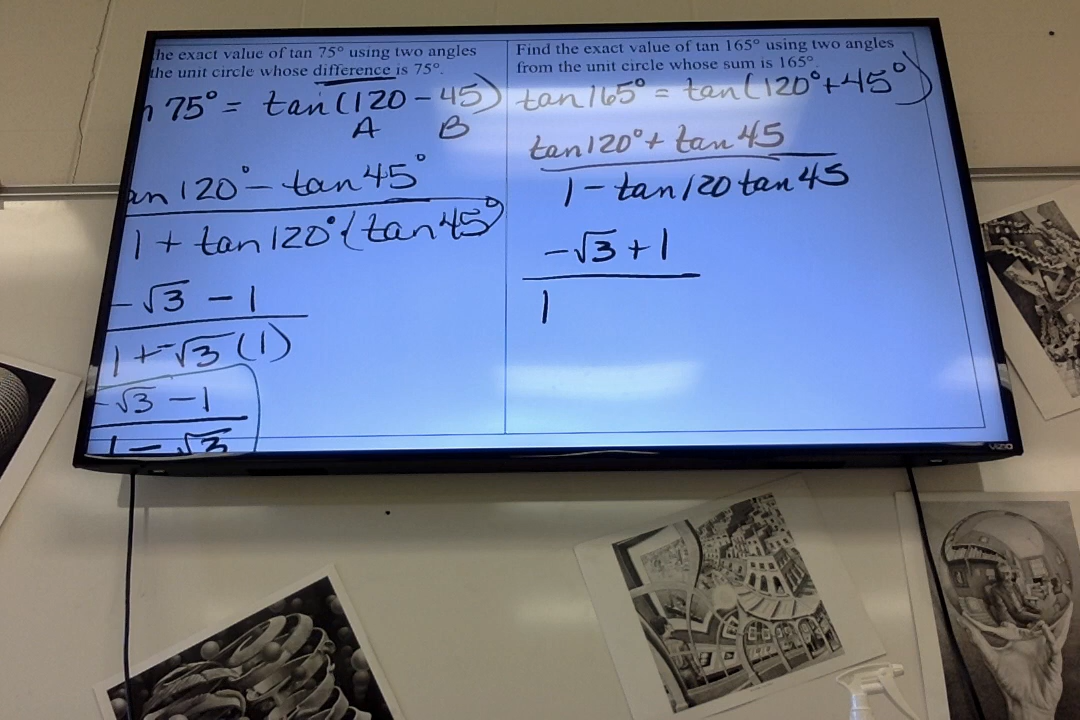 he exact value of tan 75° using two angles
the unit circle whose difference is 75°.
n 75° = tan(120 - 45)
A B
an 120° - tan 45°
1 + tan 120° (tan 45°)
-√3 - 1
1 + -√3 (1)
-√3 - 1
1 - √3
Find the exact value of tan 165° using two angles
from the unit circle whose sum is 165°.
tan 165° = tan(120° + 45°)
tan 120° + tan 45
1 - tan 120 tan 45
-√3 + 1
1
VIZIO